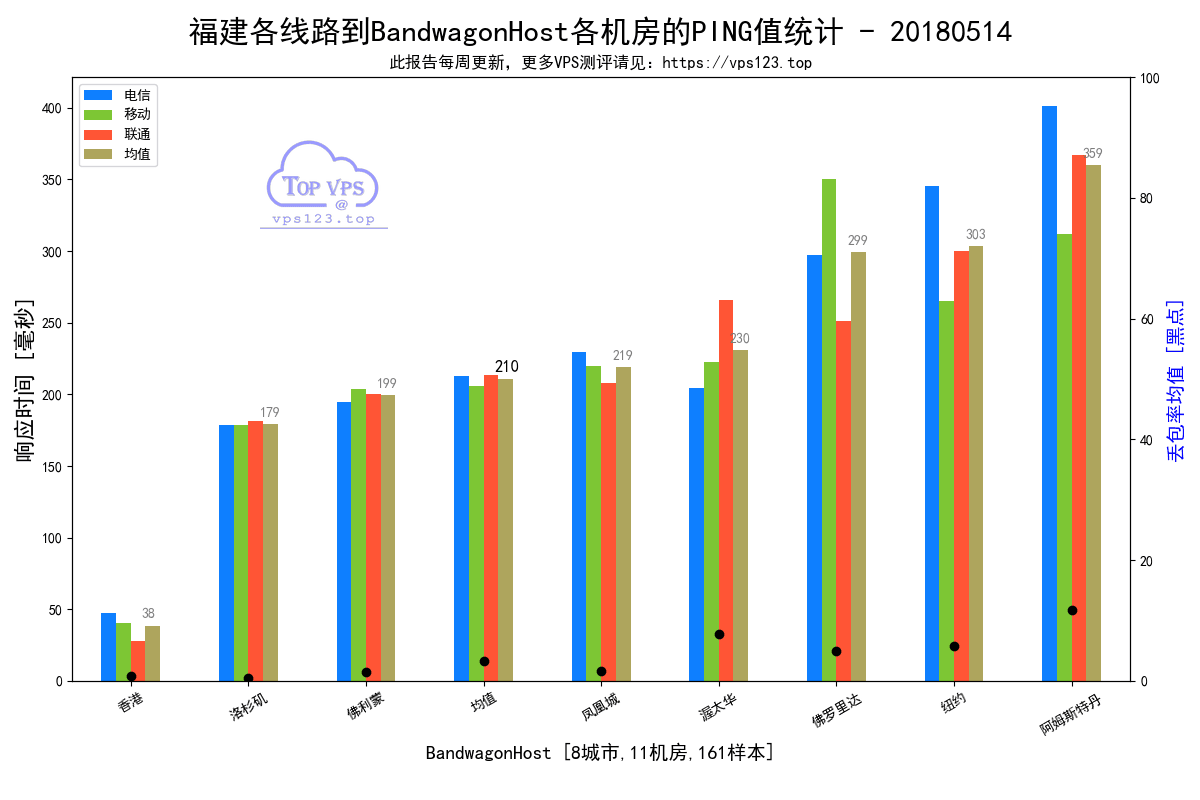 福建各线路到BandwagonHost各机房的PING值统计 - 20180514
此报告每周更新，更多VPS测评请见：https://vps123.top
电信
移动
联通
均值
TOP VPS
@
vps123.top
响应时间 [毫秒]
400
350
300
250
200
150
100
50
0
38
179
199
210
219
230
299
303
359
100
80
60
40
20
0
丢包率均值 [黑点]
香港
洛杉矶
佛利蒙
均值
凤凰城
渥太华
佛罗里达
纽约
阿姆斯特丹
BandwagonHost [8城市,11机房,161样本]